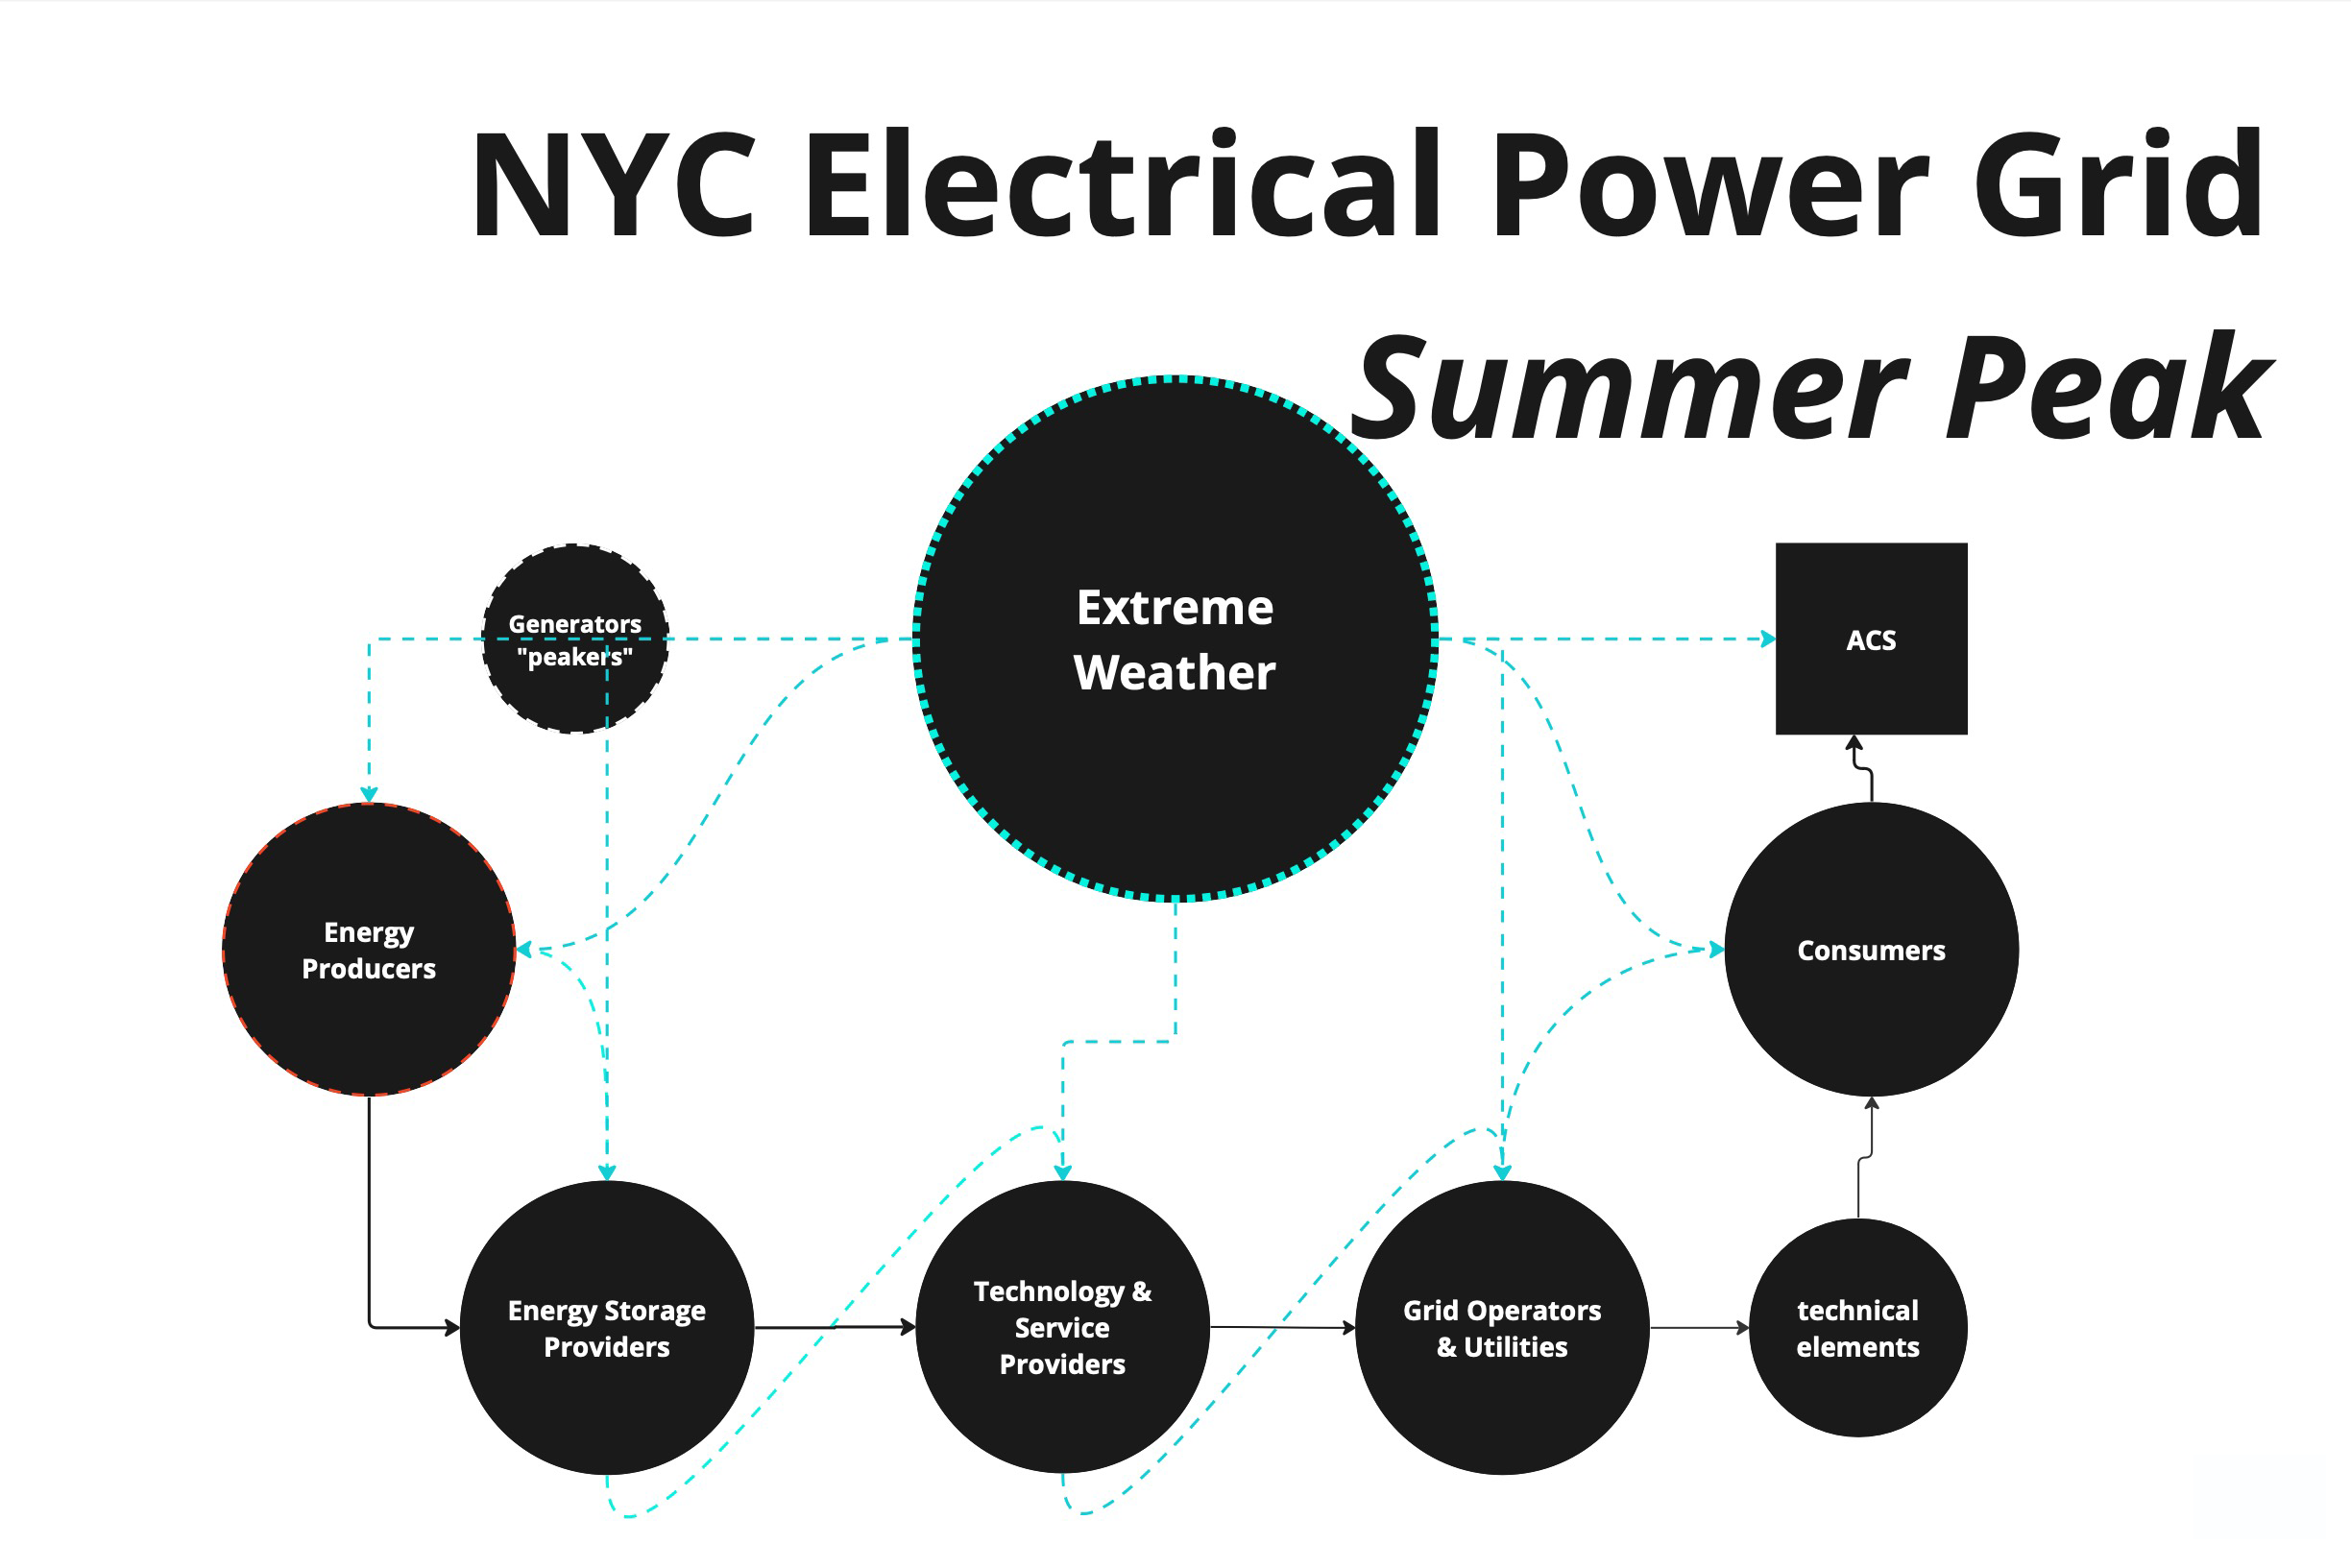 NYC Electrical Power Grid
Summer Peak
Extreme
Weather
Generators
"peakers"
ACS
Energy
Producers
Consumers
Energy Storage
Providers
Technology &
Service
Providers
Grid Operators
& Utilities
technical
elements